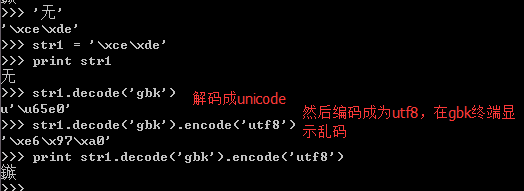 >>> '无'
'\xce\xde'
>>> str1 = '\xce\xde'
>>> print str1
无
>>> str1.decode('gbk')
u'\u65e0'
解码成unicode
>>> str1.decode('gbk').encode('utf8')
'\xe6\x97\xa0'
然后编码成为utf8，在gbk终端显
示乱码
>>> print str1.decode('gbk').encode('utf8')
鏃
>>>